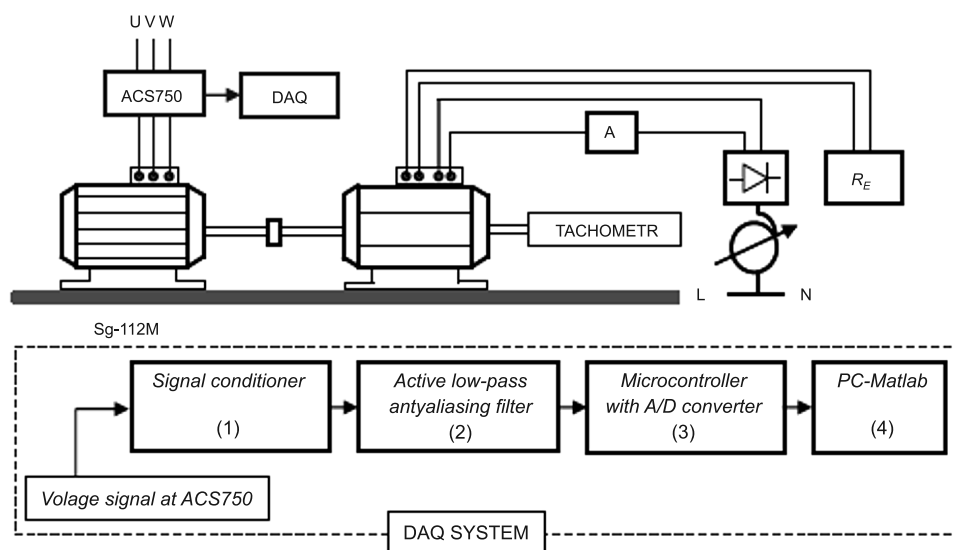 U V W
ACS750
DAQ
A
R_E
TACHOMETR
L
N
Sg-112M
Signal conditioner
(1)
Active low-pass
antyaliasing filter
(2)
Microcontroller
with A/D converter
(3)
PC-Matlab
(4)
Volage signal at ACS750
DAQ SYSTEM